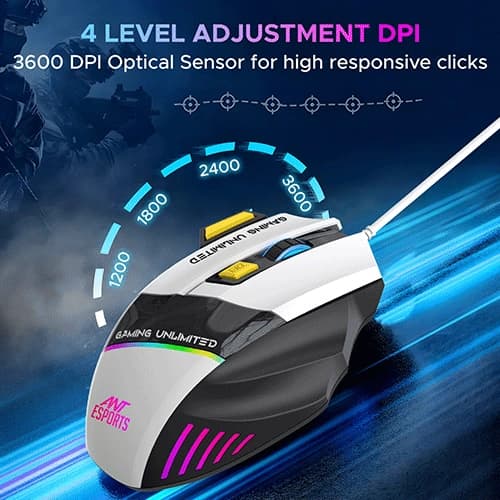 4 LEVEL ADJUSTMENT DPI
3600 DPI Optical Sensor for high responsive clicks
1200
1800
2400
3600
GAMING UNLIMITED
GAMING UNLIMITED
ANT
ESPORTS